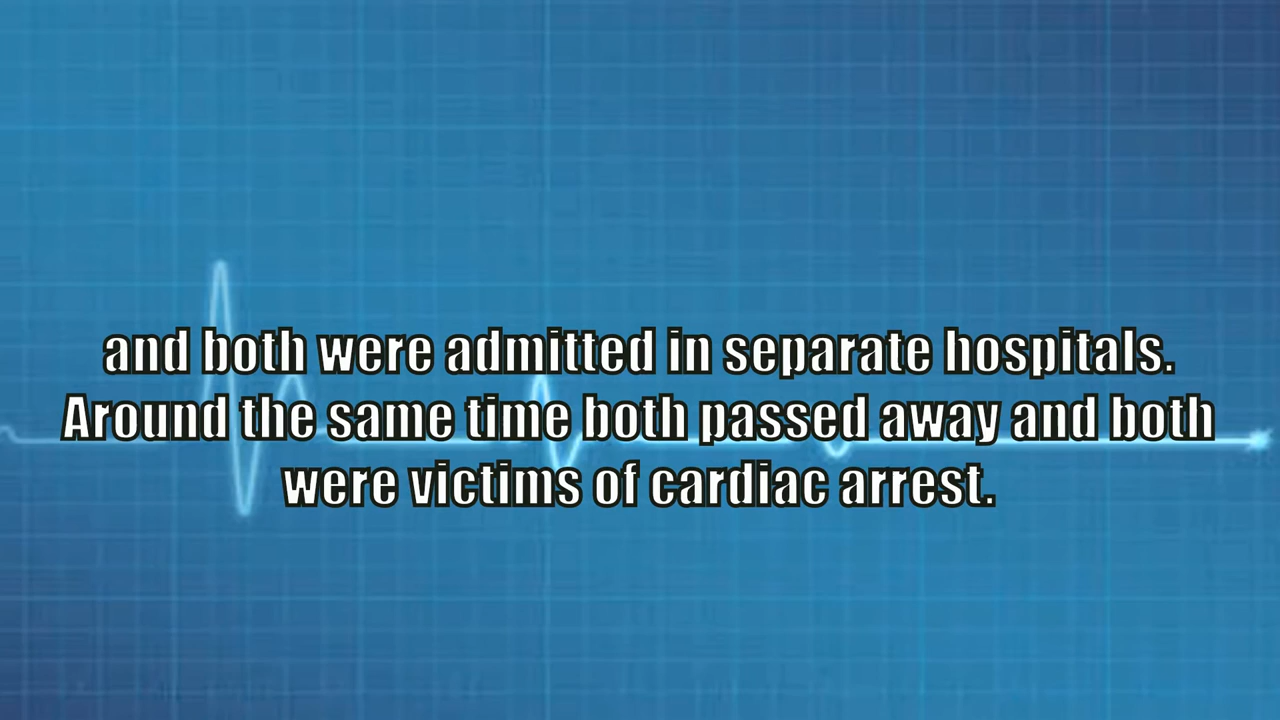 and both were admitted in separate hospitals.
Around the same time both passed away and both
were victims of cardiac arrest.